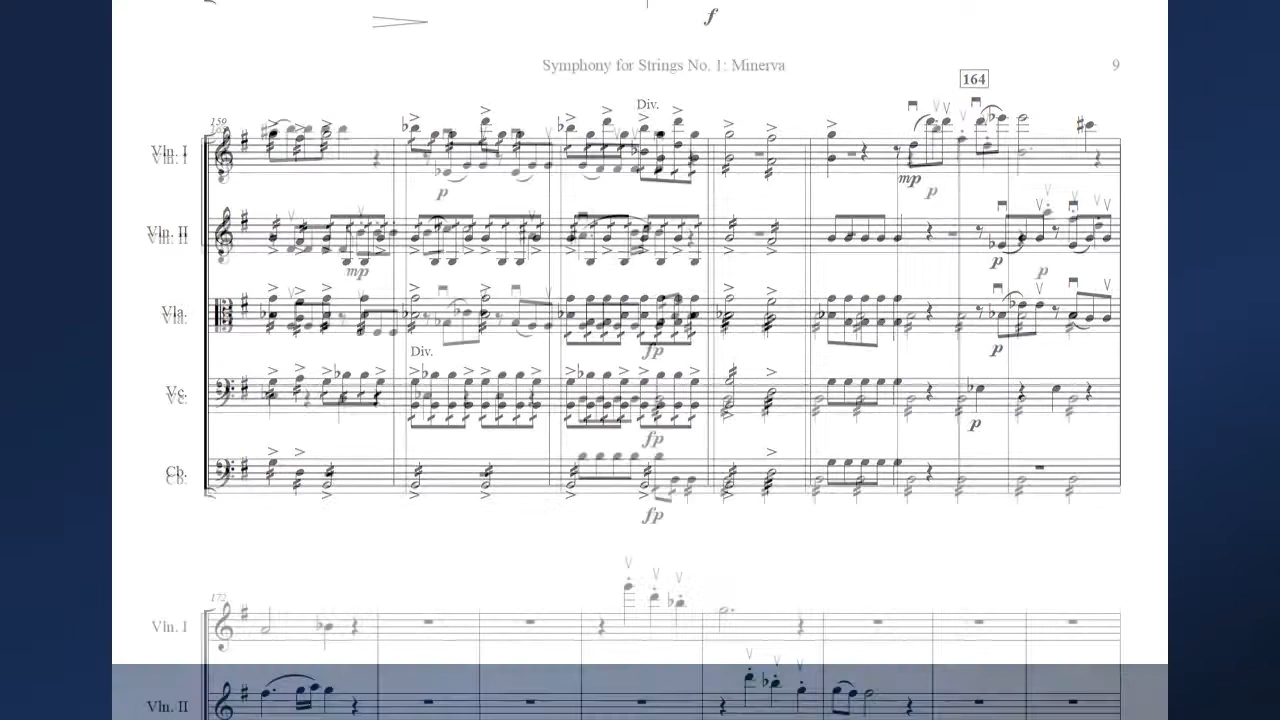 f
Symphony for Strings No. 1: Minerva 9
164
159 Div.
Vln. I
p mp p
Vln. II
mp p p
Vla.
fp p
Div.
Vc.
fp p
Cb.
fp
172
Vln. I
Vln. II